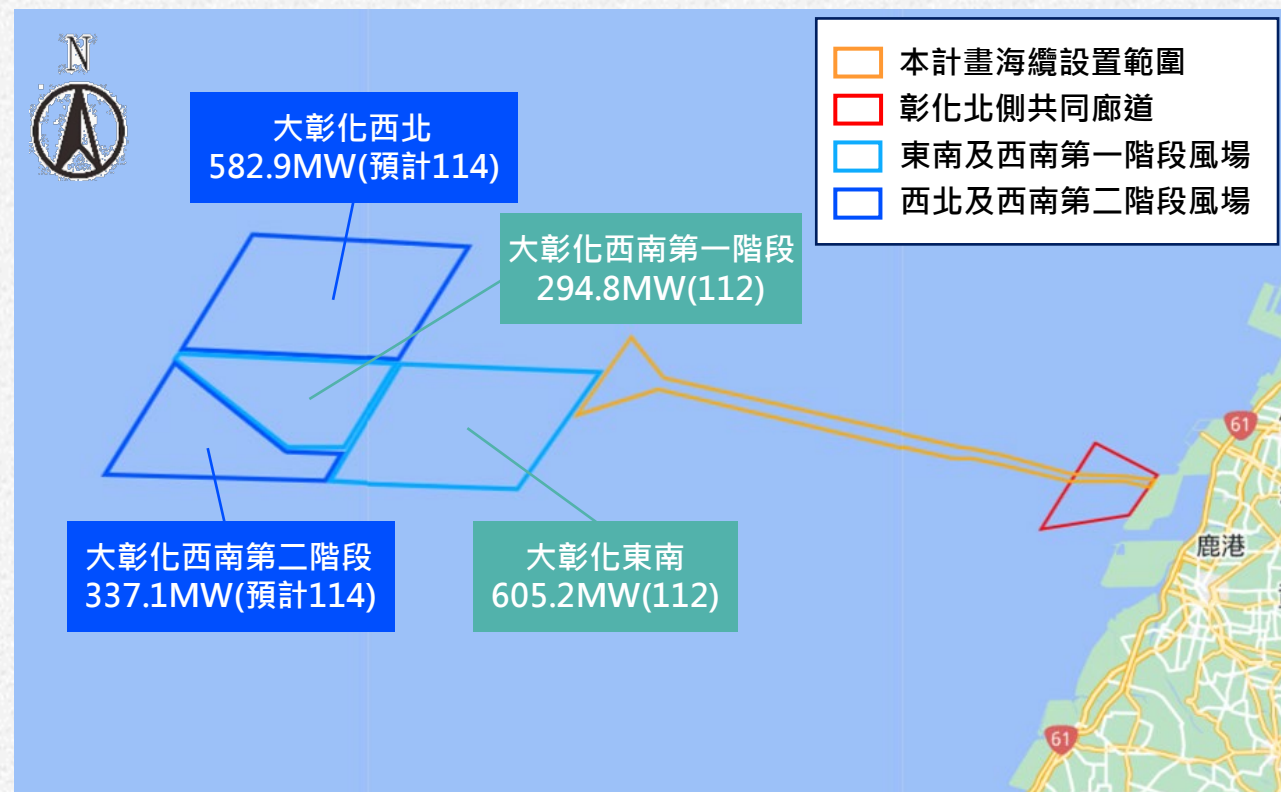 N
本計畫海纜設置範圍
彰化北側共同廊道
東南及西南第一階段風場
西北及西南第二階段風場
大彰化西北
582.9MW(預計114)
大彰化西南第一階段
294.8MW(112)
大彰化西南第二階段
337.1MW(預計114)
大彰化東南
605.2MW(112)
61
鹿港
61